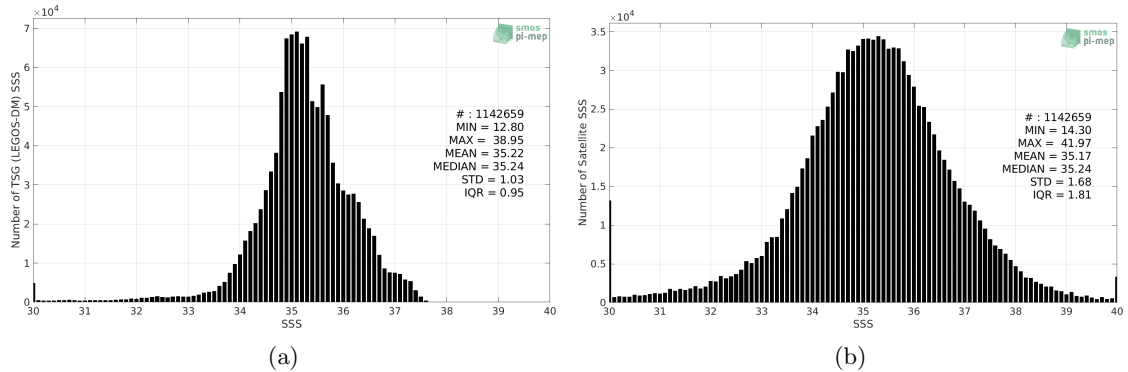 ×10⁴
7
6
5
4
3
2
1
0
Number of TSG (LEGOS-DM) SSS
30 31 32 33 34 35 36 37 38 39 40
SSS
smos
pi-mep
# : 1142659
MIN = 12.80
MAX = 38.95
MEAN = 35.22
MEDIAN = 35.24
STD = 1.03
IQR = 0.95
(a)
×10⁴
3.5
3
2.5
2
1.5
1
0.5
0
Number of Satellite SSS
30 31 32 33 34 35 36 37 38 39 40
SSS
smos
pi-mep
# : 1142659
MIN = 14.30
MAX = 41.97
MEAN = 35.17
MEDIAN = 35.24
STD = 1.68
IQR = 1.81
(b)